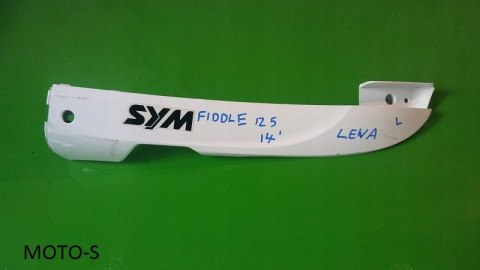 SYM FIDDLE 125
14'
LEVA L
MOTO-S